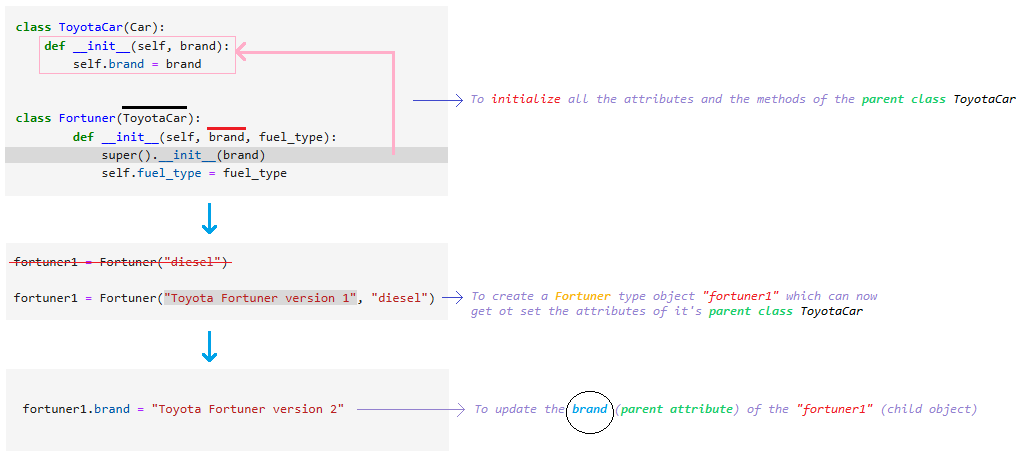 class ToyotaCar(Car):
def __init__(self, brand):
self.brand = brand
To initialize all the attributes and the methods of the parent class ToyotaCar
class Fortuner(ToyotaCar):
def __init__(self, brand, fuel_type):
super().__init__(brand)
self.fuel_type = fuel_type
fortuner1 = Fortuner("diesel")
fortuner1 = Fortuner("Toyota Fortuner version 1", "diesel")
To create a Fortuner type object "fortuner1" which can now
get ot set the attributes of it's parent class ToyotaCar
fortuner1.brand = "Toyota Fortuner version 2"
To update the brand (parent attribute) of the "fortuner1" (child object)